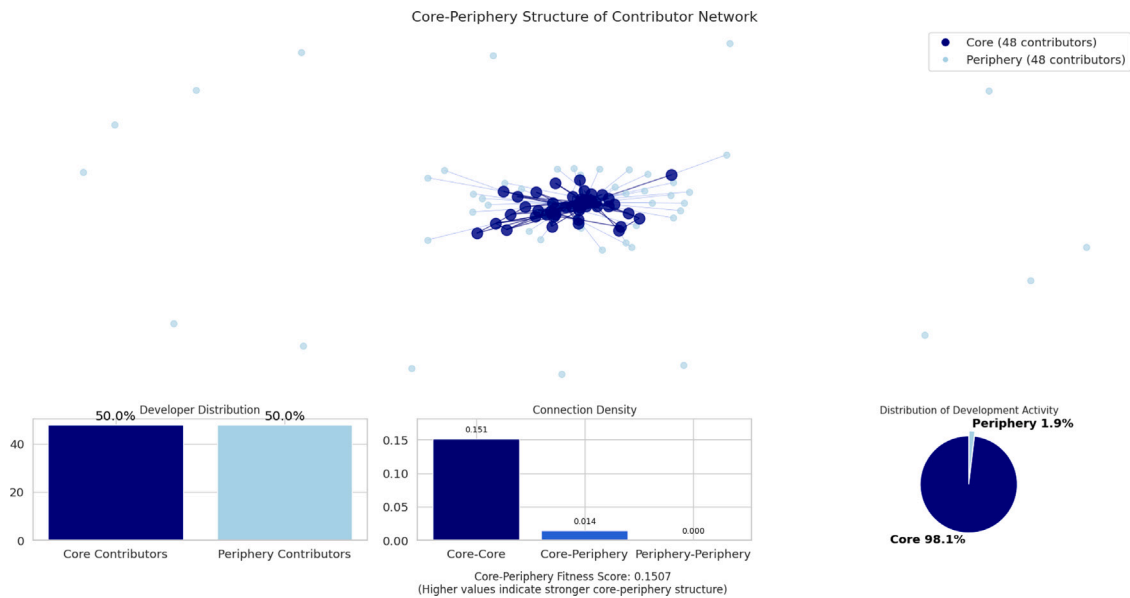 Core-Periphery Structure of Contributor Network
Core (48 contributors)
Periphery (48 contributors)
Developer Distribution
50.0%
50.0%
40
20
0
Core Contributors
Periphery Contributors
Connection Density
0.15
0.10
0.05
0.00
0.151
0.014
0.000
Core-Core
Core-Periphery
Periphery-Periphery
Core-Periphery Fitness Score: 0.1507
(Higher values indicate stronger core-periphery structure)
Distribution of Development Activity
Periphery 1.9%
Core 98.1%